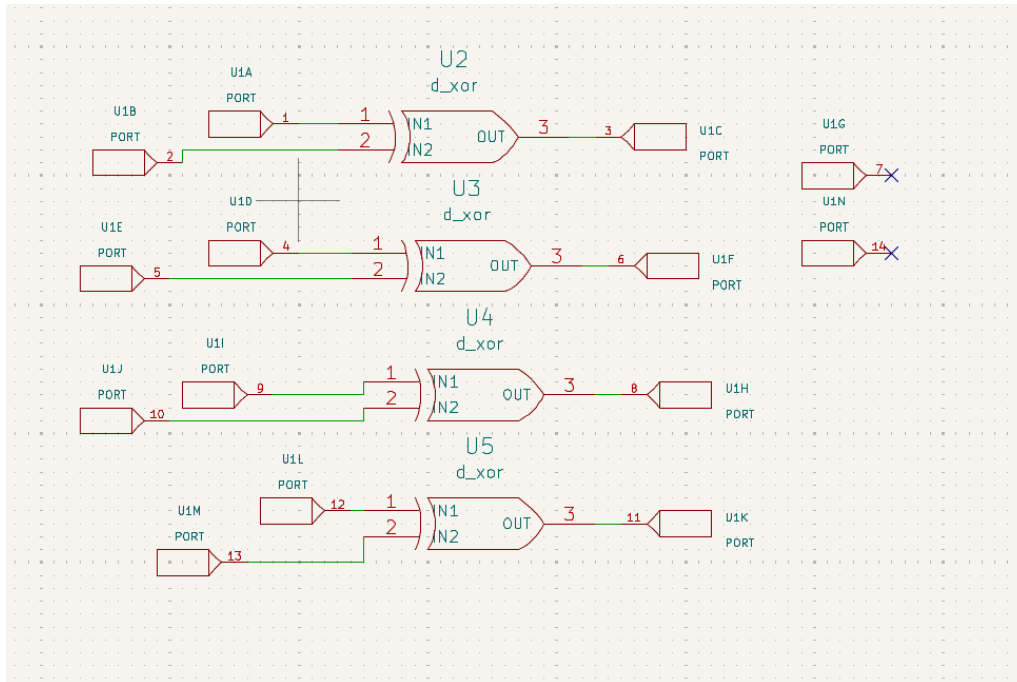 U2
d_xor
U1A
PORT
1
1
IN1
OUT
3
3
U1C
PORT
U1B
PORT
2
2
IN2
U1G
PORT
7
U3
d_xor
U1D
PORT
4
1
IN1
OUT
3
6
U1F
PORT
U1E
PORT
5
2
IN2
U1N
PORT
14
U4
d_xor
U1I
PORT
9
1
IN1
OUT
3
8
U1H
PORT
U1J
PORT
10
2
IN2
U5
d_xor
U1L
PORT
12
1
IN1
OUT
3
11
U1K
PORT
U1M
PORT
13
2
IN2